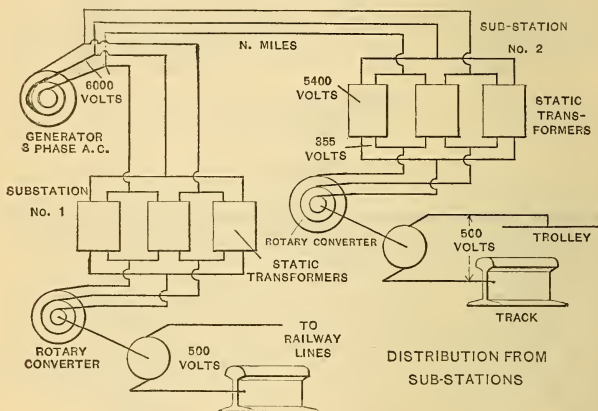 SUB-STATION
No. 2
N. MILES
6000
VOLTS
5400
VOLTS
STATIC
TRANS-
FORMERS
GENERATOR
3 PHASE A.C.
355
VOLTS
SUBSTATION
No. 1
ROTARY CONVERTER
500
VOLTS
TROLLEY
STATIC
TRANSFORMERS
TRACK
ROTARY
CONVERTER
500
VOLTS
TO
RAILWAY
LINES
DISTRIBUTION FROM
SUB-STATIONS